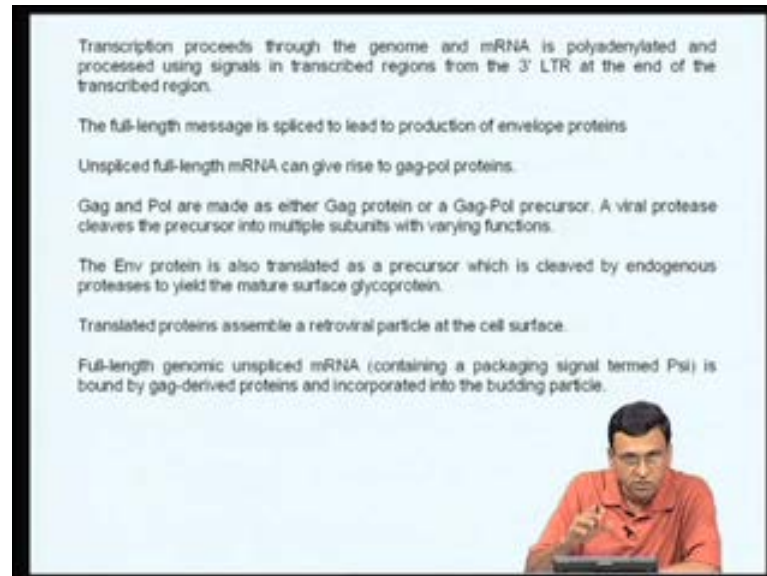 Transcription proceeds through the genome and mRNA is polyadenylated and
processed using signals in transcribed regions from the 3' LTR at the end of the
transcribed region.
The full-length message is spliced to lead to production of envelope proteins
Unspliced full-length mRNA can give rise to gag-pol proteins.
Gag and Pol are made as either Gag protein or a Gag-Pol precursor. A viral protease
cleaves the precursor into multiple subunits with varying functions.
The Env protein is also translated as a precursor which is cleaved by endogenous
proteases to yield the mature surface glycoprotein.
Translated proteins assemble a retroviral particle at the cell surface.
Full-length genomic unspliced mRNA (containing a packaging signal termed Psi) is
bound by gag-derived proteins and incorporated into the budding particle.